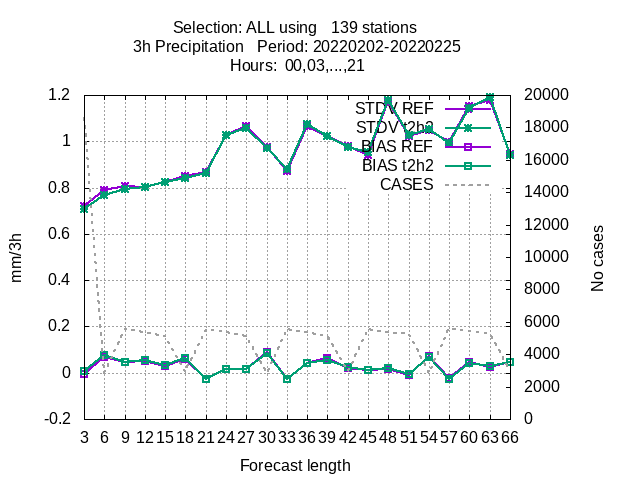 Selection: ALL using   139 stations
3h Precipitation   Period: 20220202-20220225
Hours:  00,03,...,21
STDV REF
STDV t2h2
BIAS REF
BIAS t2h2
CASES
1.2
1
0.8
0.6
0.4
0.2
0
-0.2
mm/3h
20000
18000
16000
14000
12000
10000
8000
6000
4000
2000
0
No cases
3 6 9 12 15 18 21 24 27 30 33 36 39 42 45 48 51 54 57 60 63 66
Forecast length